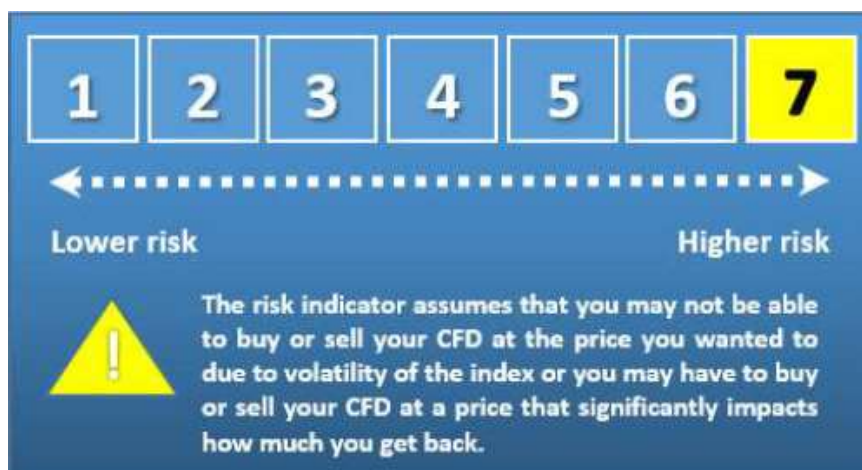 1 2 3 4 5 6 7
Lower risk Higher risk
!
The risk indicator assumes that you may not be able
to buy or sell your CFD at the price you wanted to
due to volatility of the index or you may have to buy
or sell your CFD at a price that significantly impacts
how much you get back.